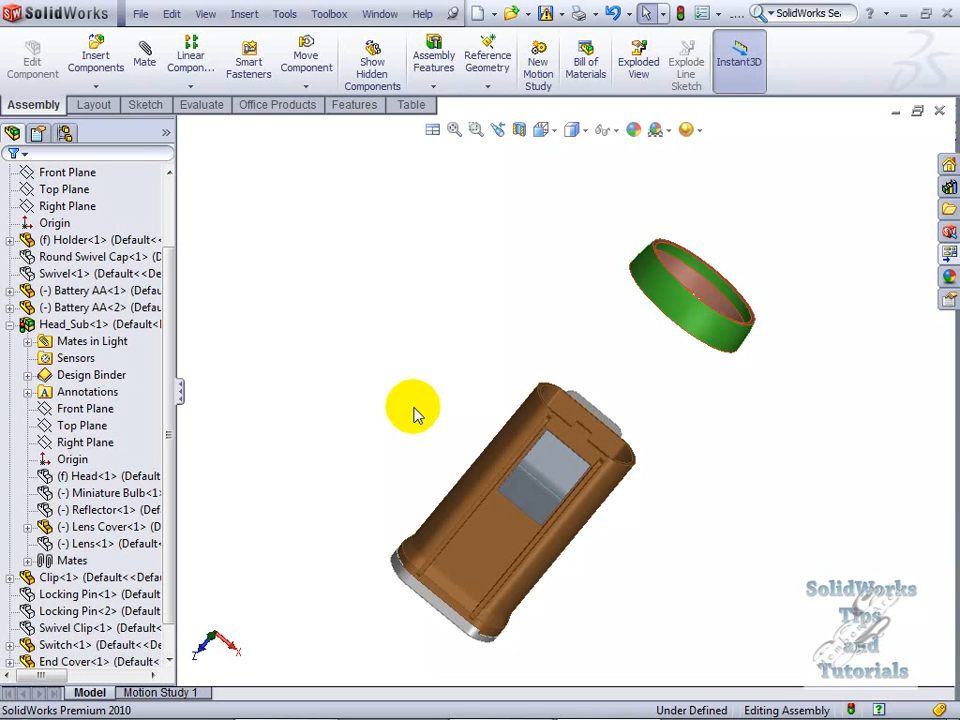 SolidWorks File Edit View Insert Tools Toolbox Window Help SolidWorks Se:
Edit Component
Insert Components
Mate
Linear Compon...
Smart Fasteners
Move Component
Show Hidden Components
Assembly Features
Reference Geometry
New Motion Study
Bill of Materials
Exploded View
Explode Line Sketch
Instant3D
Assembly Layout Sketch Evaluate Office Products Features Table
Front Plane
Top Plane
Right Plane
Origin
(f) Holder<1> (Default<<
Round Swivel Cap<1> (Def
Swivel<1> (Default<<De
(-) Battery AA<1> (Defau
(-) Battery AA<2> (Defau
Head_Sub<1> (Default<
Mates in Light
Sensors
Design Binder
Annotations
Front Plane
Top Plane
Right Plane
Origin
(f) Head<1> (Default
(-) Miniature Bulb<1>
(-) Reflector<1> (Def
(-) Lens Cover<1> (D
(-) Lens<1> (Default
Mates
Clip<1> (Default<<Defau
Locking Pin<1> (Default
Locking Pin<2> (Default
Swivel Clip<1> (Default
Switch<1> (Default<<De
End Cover<1> (Default
Z X
SolidWorks
Tips
and
Tutorials
Model Motion Study 1
SolidWorks Premium 2010 Under Defined Editing Assembly